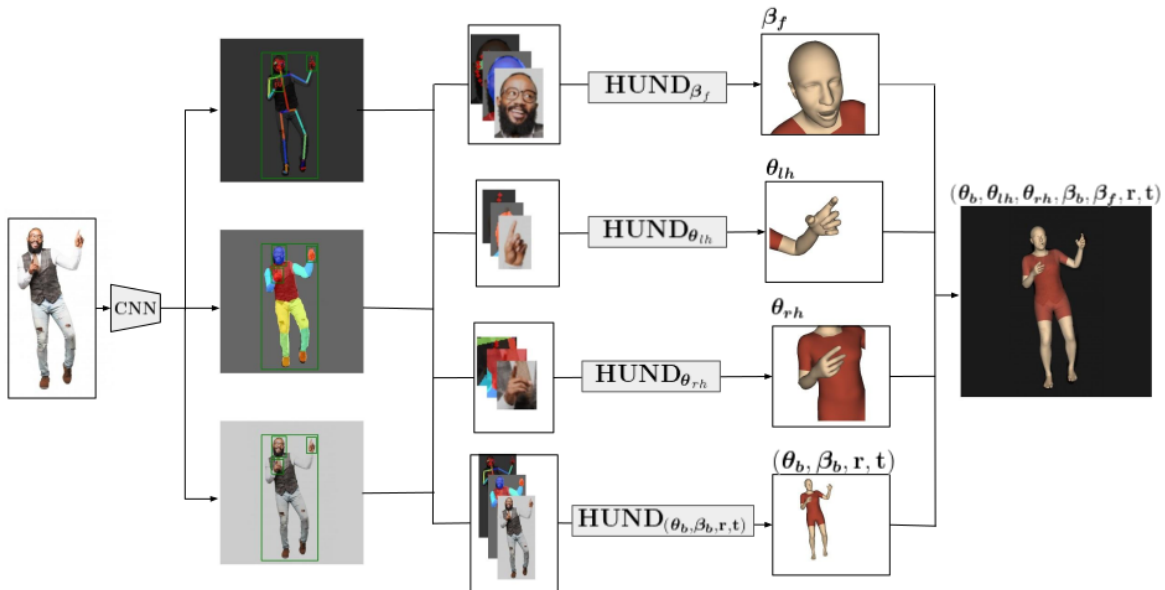 CNN
HUND_{β_f}
β_f
HUND_{θ_{lh}}
θ_{lh}
HUND_{θ_{rh}}
θ_{rh}
HUND_{(θ_b,β_b,r,t)}
(θ_b, β_b, r, t)
(θ_b, θ_{lh}, θ_{rh}, β_b, β_f, r, t)